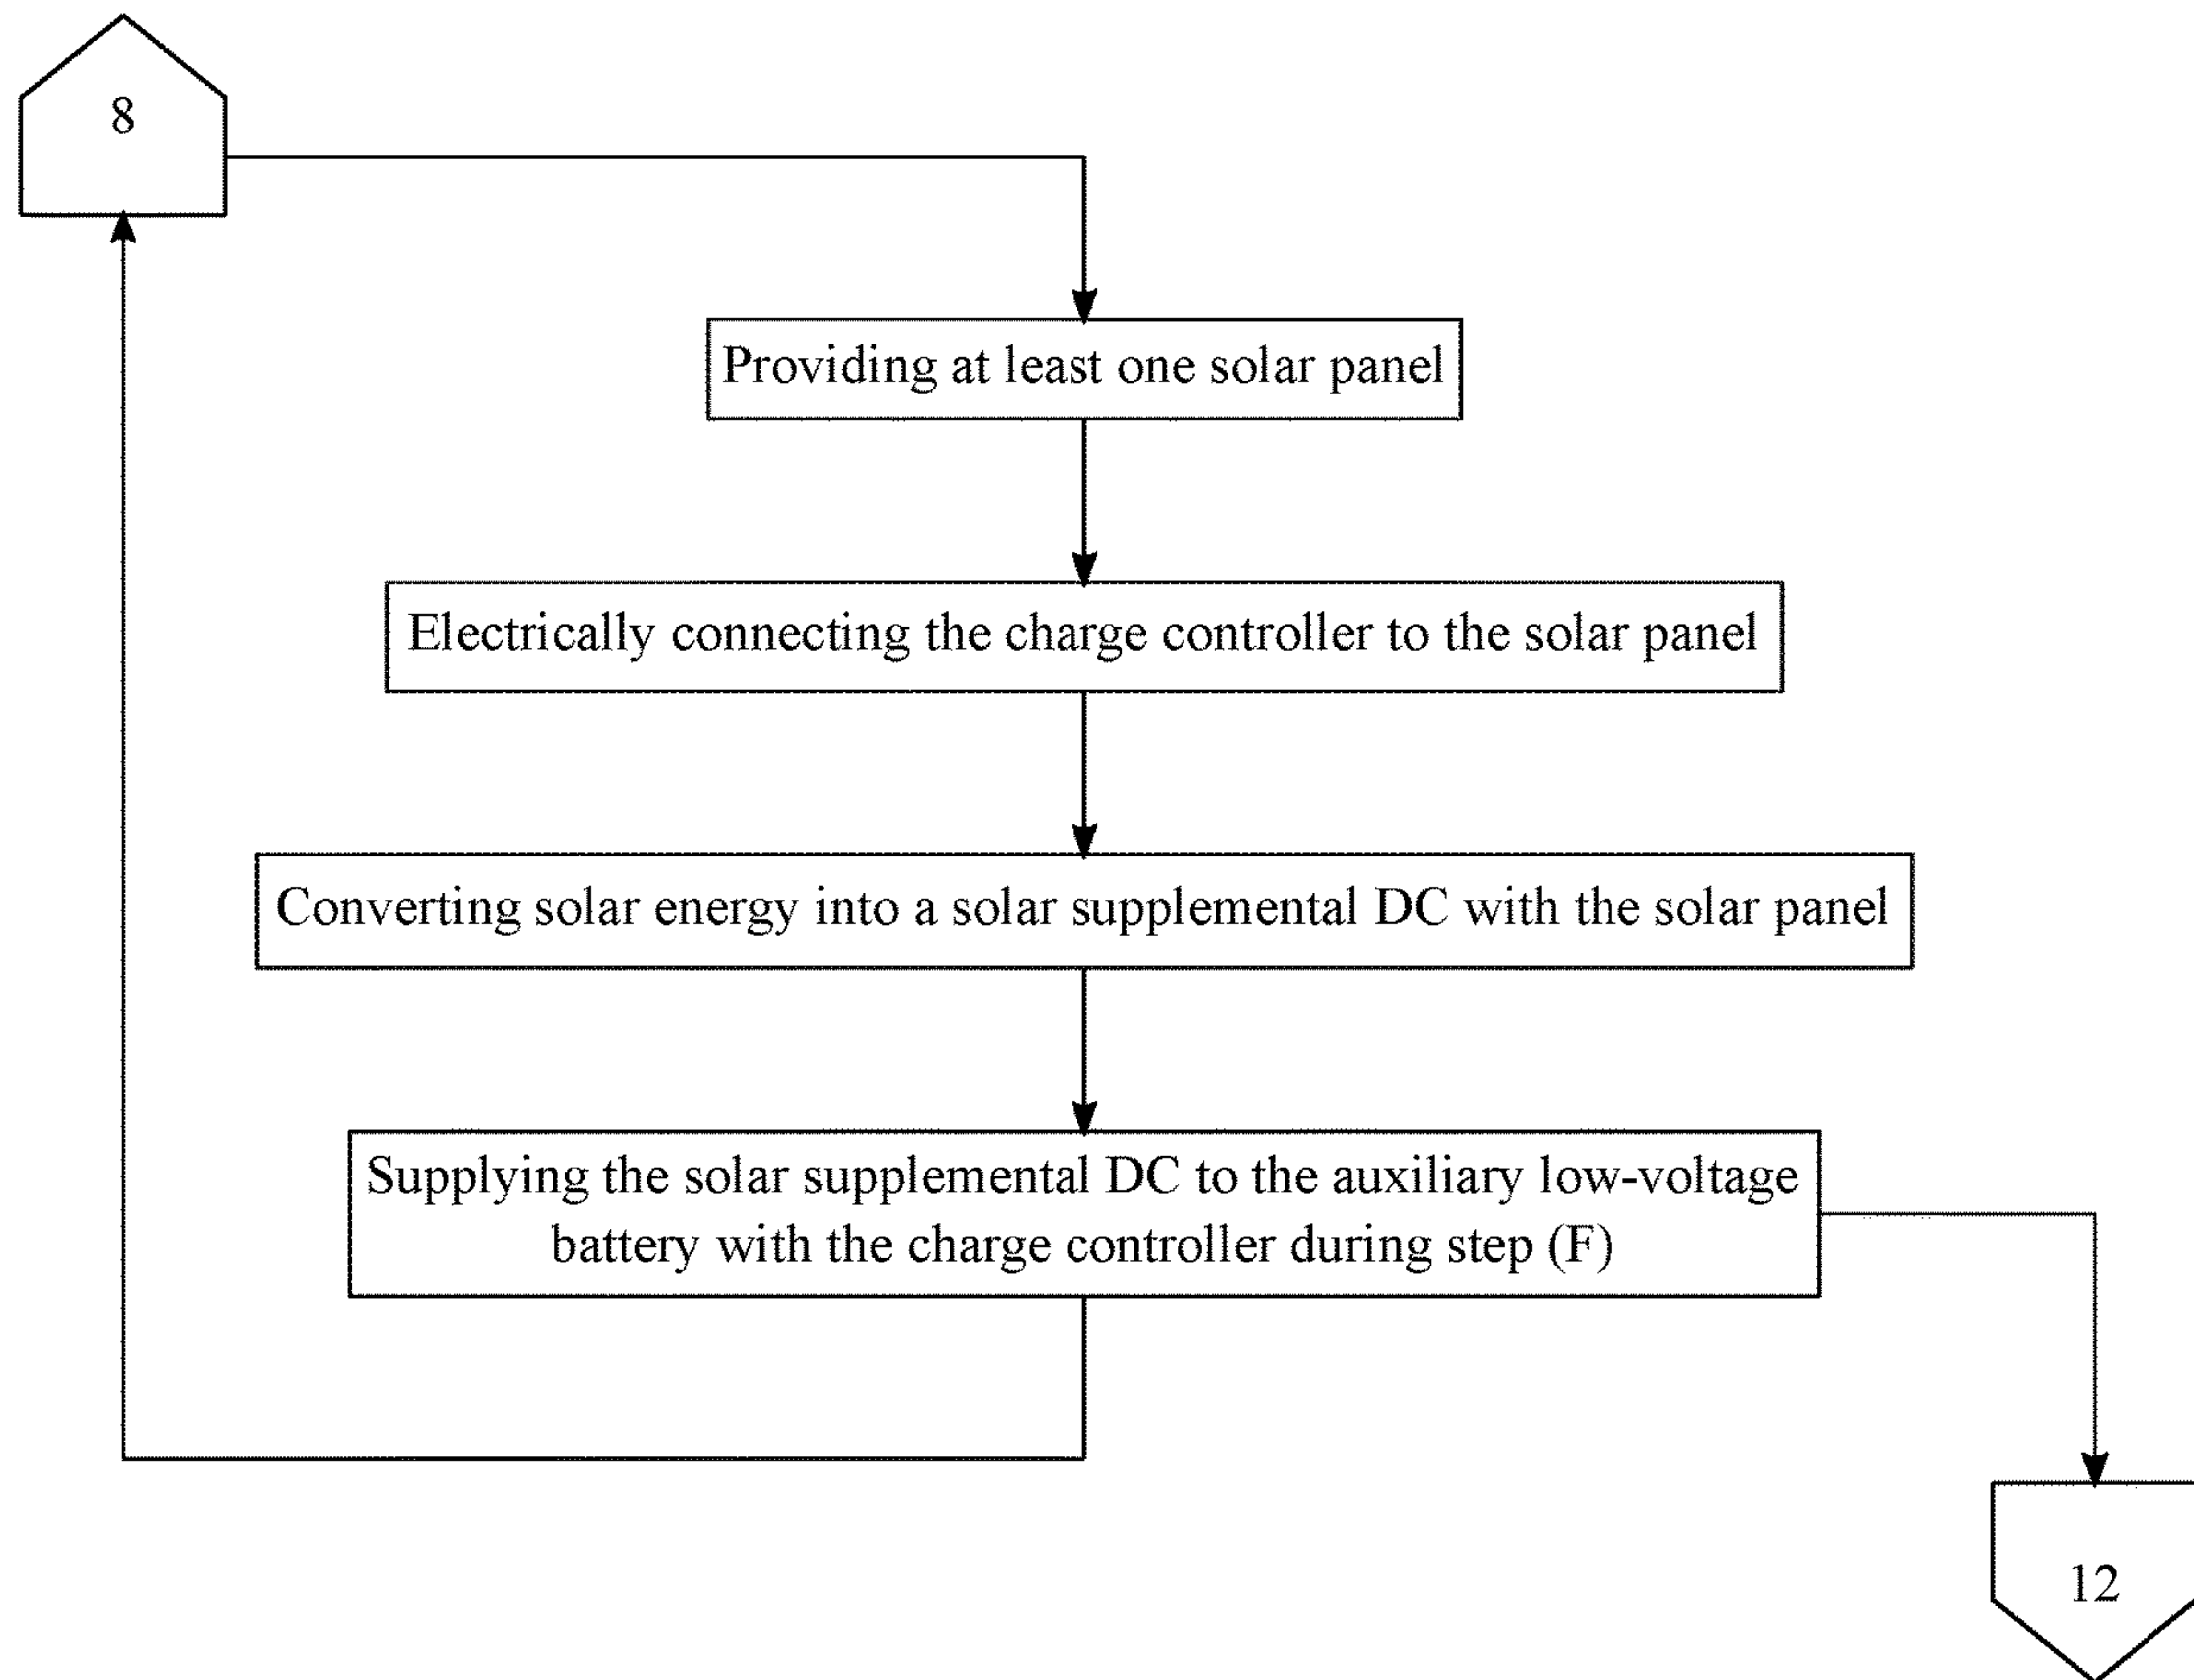 8
Providing at least one solar panel
Electrically connecting the charge controller to the solar panel
Converting solar energy into a solar supplemental DC with the solar panel
Supplying the solar supplemental DC to the auxiliary low-voltage
battery with the charge controller during step (F)
12